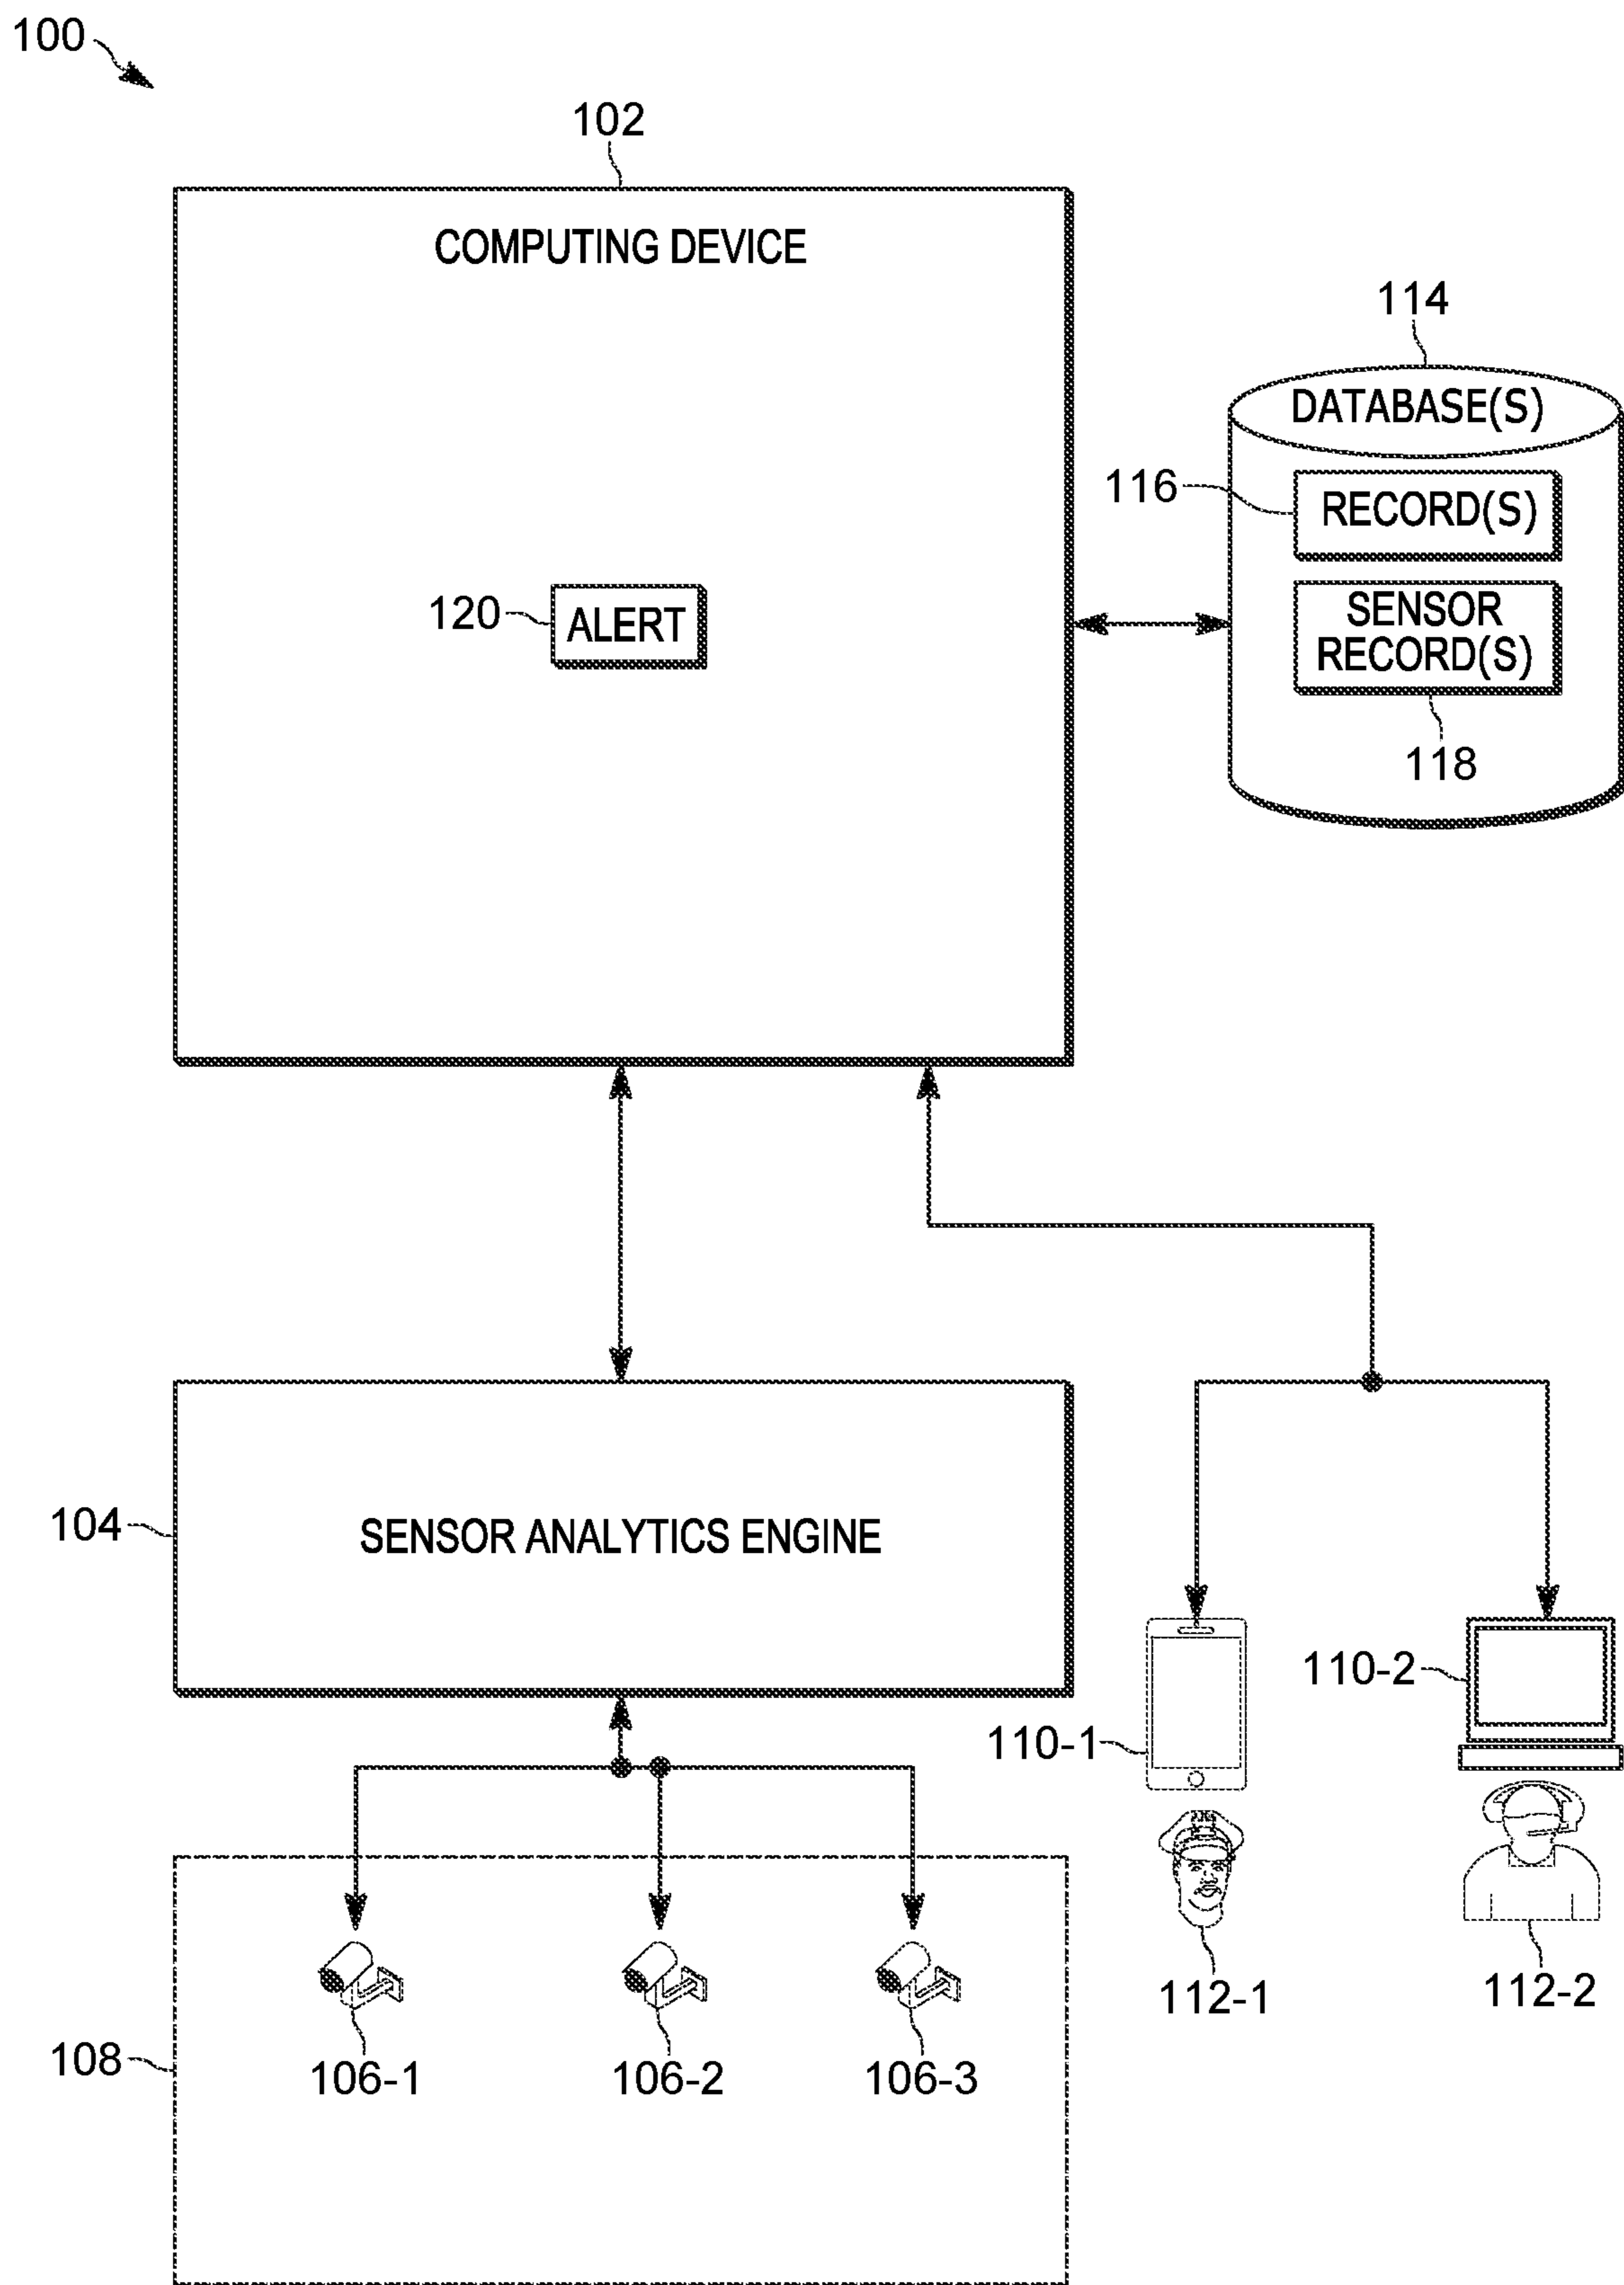 100
102
COMPUTING DEVICE
114
DATABASE(S)
116
RECORD(S)
120
ALERT
SENSOR
RECORD(S)
118
104
SENSOR ANALYTICS ENGINE
110-1
110-2
112-1
112-2
108
106-1
106-2
106-3